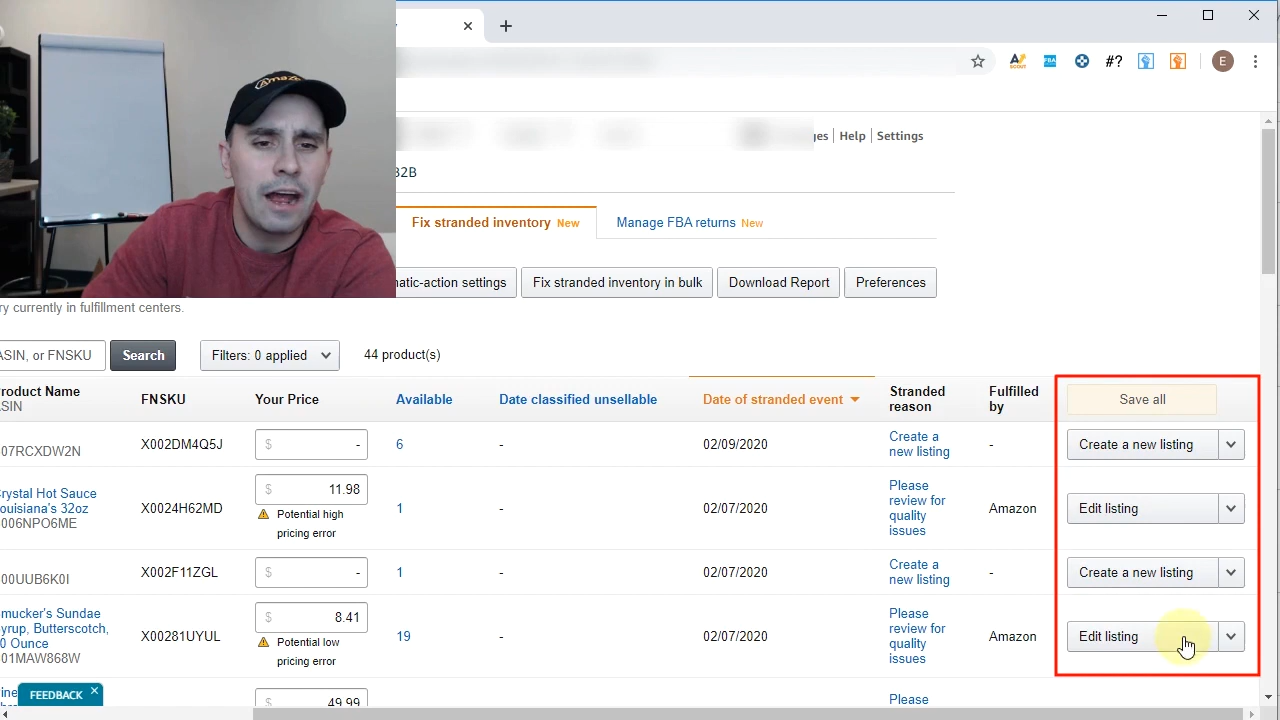 #?
E
Help
Settings
B2B
Fix stranded inventory New
Manage FBA returns New
matic-action settings
Fix stranded inventory in bulk
Download Report
Preferences
ry currently in fulfillment centers.
ASIN, or FNSKU
Search
Filters: 0 applied
44 product(s)
roduct Name
SIN
FNSKU
Your Price
Available
Date classified unsellable
Date of stranded event
Stranded
reason
Fulfilled
by
Save all
07RCXDW2N
X002DM4Q5J
$ -
6
-
02/09/2020
Create a
new listing
-
Create a new listing
rystal Hot Sauce
ouisiana's 32oz
006NPO6ME
X0024H62MD
$ 11.98
Potential high
pricing error
1
-
02/07/2020
Please
review for
quality
issues
Amazon
Edit listing
00UUB6K0I
X002F11ZGL
$ -
1
-
02/07/2020
Create a
new listing
-
Create a new listing
mucker's Sundae
yrup, Butterscotch,
0 Ounce
01MAW868W
X00281UYUL
$ 8.41
Potential low
pricing error
19
-
02/07/2020
Please
review for
quality
issues
Amazon
Edit listing
$ 49.99
Please
FEEDBACK